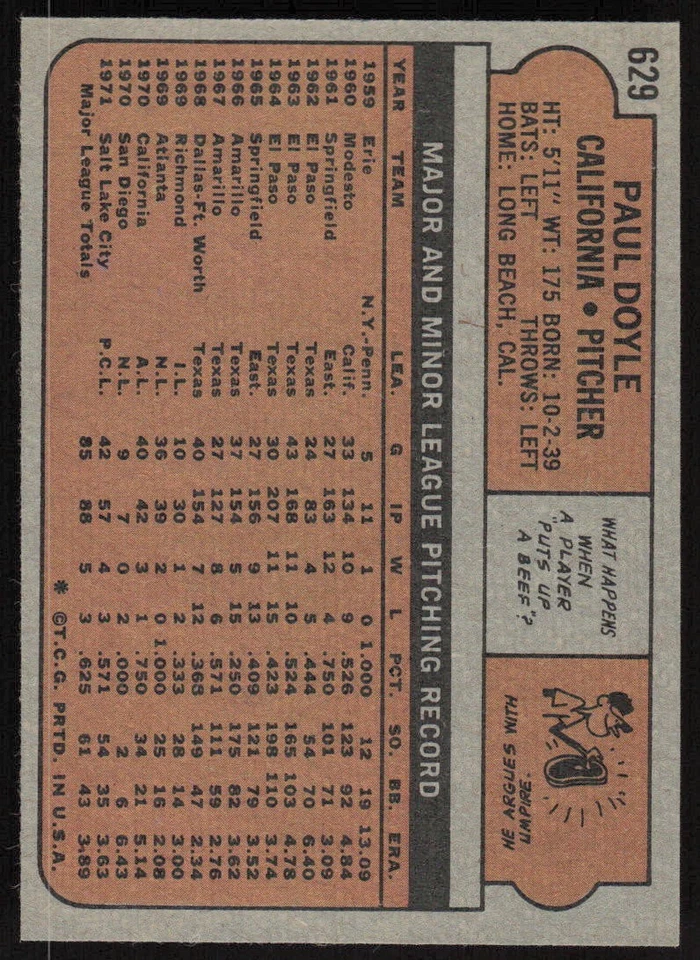 629
PAUL DOYLE
CALIFORNIA • PITCHER
HT: 5'11" WT: 175 BORN: 10-2-39
BATS: LEFT THROWS: LEFT
HOME: LONG BEACH, CAL.
WHAT HAPPENS
WHEN
A PLAYER
"PUTS UP
A BEEF"?
HE ARGUES WITH
UMPIRE.
MAJOR AND MINOR LEAGUE PITCHING RECORD
YEAR TEAM LEA. G IP W L PCT. SO. BB. ERA.
1959 Erie N.Y.-Penn. 5 11 1 0 1.000 12 19 13.09
1960 Modesto Calif. 33 134 10 9 .526 123 92 4.84
1961 Springfield East. 27 163 12 4 .750 101 71 3.09
1962 El Paso Texas 24 83 4 5 .444 54 70 6.40
1963 El Paso Texas 43 168 11 10 .524 165 103 4.78
1964 El Paso Texas 30 207 11 15 .423 198 110 3.74
1965 Springfield East. 27 156 9 13 .409 121 79 3.52
1966 Amarillo Texas 37 154 5 15 .250 175 82 3.62
1967 Amarillo Texas 27 127 8 6 .571 111 59 2.76
1968 Dallas-Ft. Worth Texas 40 154 7 12 .368 149 47 2.34
1969 Richmond I.L. 10 30 1 2 .333 28 14 3.00
1969 Atlanta N.L. 36 39 2 0 1.000 25 16 2.08
1970 California A.L. 40 42 3 1 .750 34 21 5.14
1970 San Diego N.L. 9 7 0 2 .000 2 6 6.43
1971 Salt Lake City P.C.L. 42 57 4 3 .571 54 35 3.63
Major League Totals 85 88 5 3 .625 61 43 3.89
* ©T.C.G. PRTD. IN U.S.A.